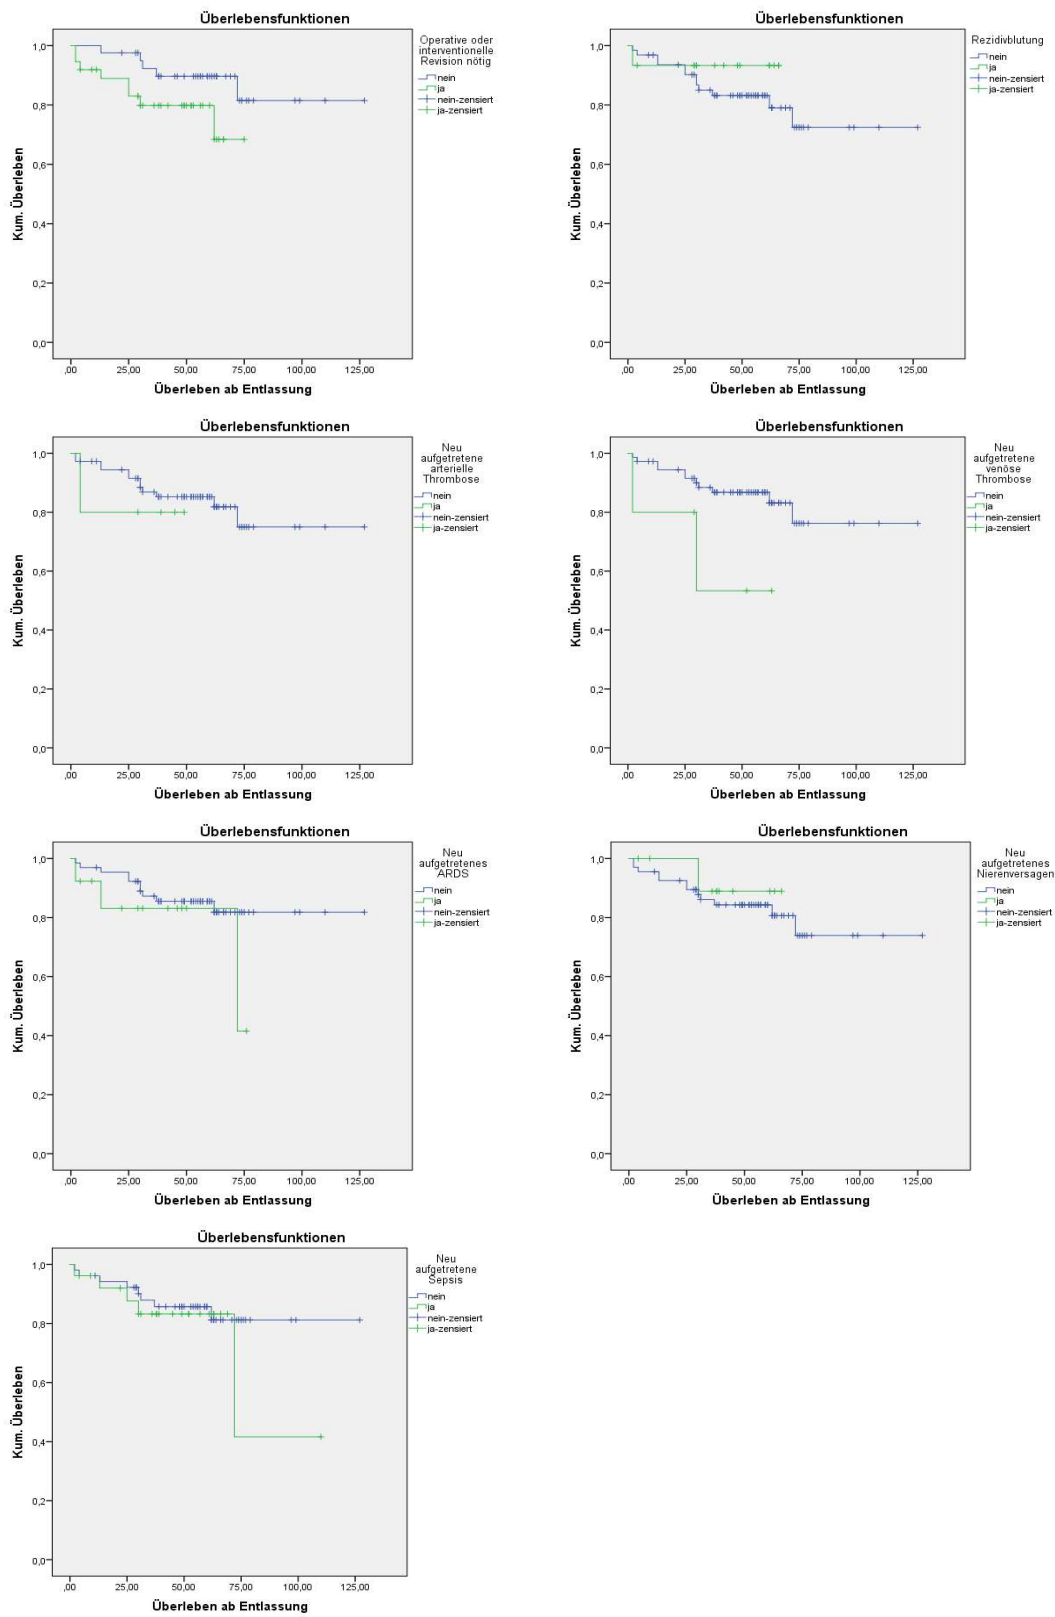 Überlebensfunktionen
Operative oder
interventionelle
Revision nötig
nein
ja
nein-zensiert
ja-zensiert
1,0
0,8
0,6
0,4
0,2
0,0
Kum. Überleben
,00 25,00 50,00 75,00 100,00 125,00
Überleben ab Entlassung
Überlebensfunktionen
Rezidivblutung
nein
ja
nein-zensiert
ja-zensiert
1,0
0,8
0,6
0,4
0,2
0,0
Kum. Überleben
,00 25,00 50,00 75,00 100,00 125,00
Überleben ab Entlassung
Überlebensfunktionen
Neu
aufgetretene
arterielle
Thrombose
nein
ja
nein-zensiert
ja-zensiert
1,0
0,8
0,6
0,4
0,2
0,0
Kum. Überleben
,00 25,00 50,00 75,00 100,00 125,00
Überleben ab Entlassung
Überlebensfunktionen
Neu
aufgetretene
venöse
Thrombose
nein
ja
nein-zensiert
ja-zensiert
1,0
0,8
0,6
0,4
0,2
0,0
Kum. Überleben
,00 25,00 50,00 75,00 100,00 125,00
Überleben ab Entlassung
Überlebensfunktionen
Neu
aufgetretenes
ARDS
nein
ja
nein-zensiert
ja-zensiert
1,0
0,8
0,6
0,4
0,2
0,0
Kum. Überleben
,00 25,00 50,00 75,00 100,00 125,00
Überleben ab Entlassung
Überlebensfunktionen
Neu
aufgetretenes
Nierenversagen
nein
ja
nein-zensiert
ja-zensiert
1,0
0,8
0,6
0,4
0,2
0,0
Kum. Überleben
,00 25,00 50,00 75,00 100,00 125,00
Überleben ab Entlassung
Überlebensfunktionen
Neu
aufgetretene
Sepsis
nein
ja
nein-zensiert
ja-zensiert
1,0
0,8
0,6
0,4
0,2
0,0
Kum. Überleben
,00 25,00 50,00 75,00 100,00 125,00
Überleben ab Entlassung